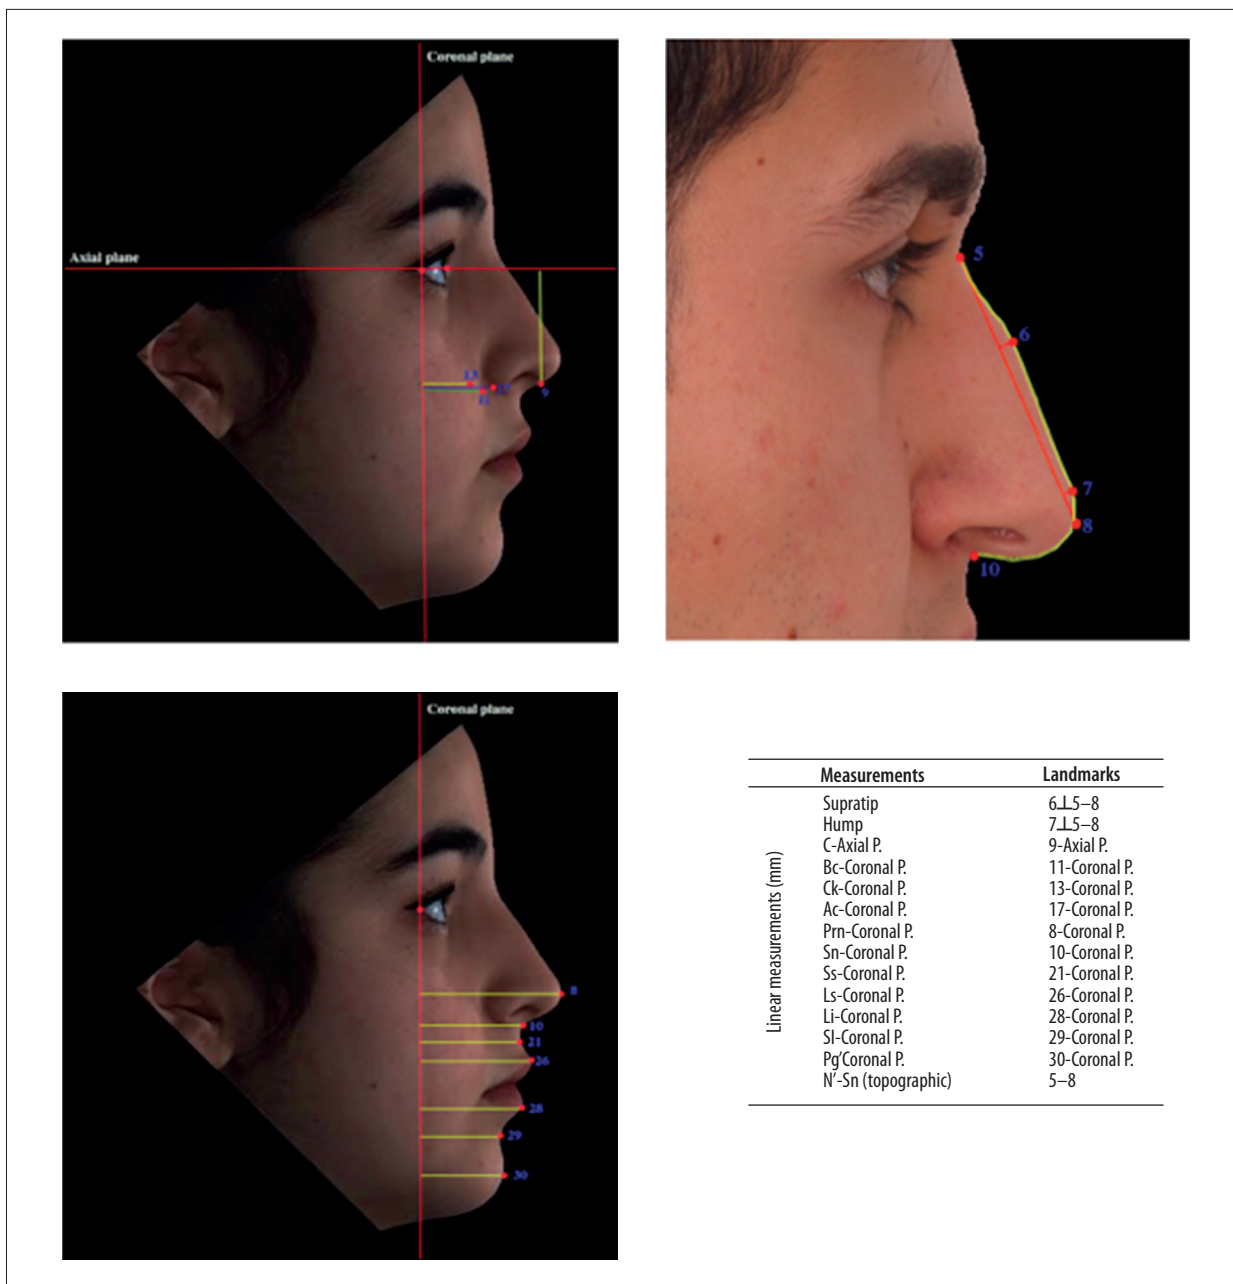 Corenal plane
Axial plane
13
17
11
9
5
6
7
8
10
Corenal plane
8
10
21
26
28
29
30
Measurements Landmarks
Linear measurements (mm)
Supratip 6⊥5–8
Hump 7⊥5–8
C-Axial P. 9-Axial P.
Bc-Coronal P. 11-Coronal P.
Ck-Coronal P. 13-Coronal P.
Ac-Coronal P. 17-Coronal P.
Prn-Coronal P. 8-Coronal P.
Sn-Coronal P. 10-Coronal P.
Ss-Coronal P. 21-Coronal P.
Ls-Coronal P. 26-Coronal P.
Li-Coronal P. 28-Coronal P.
Sl-Coronal P. 29-Coronal P.
Pg'Coronal P. 30-Coronal P.
N'-Sn (topographic) 5–8